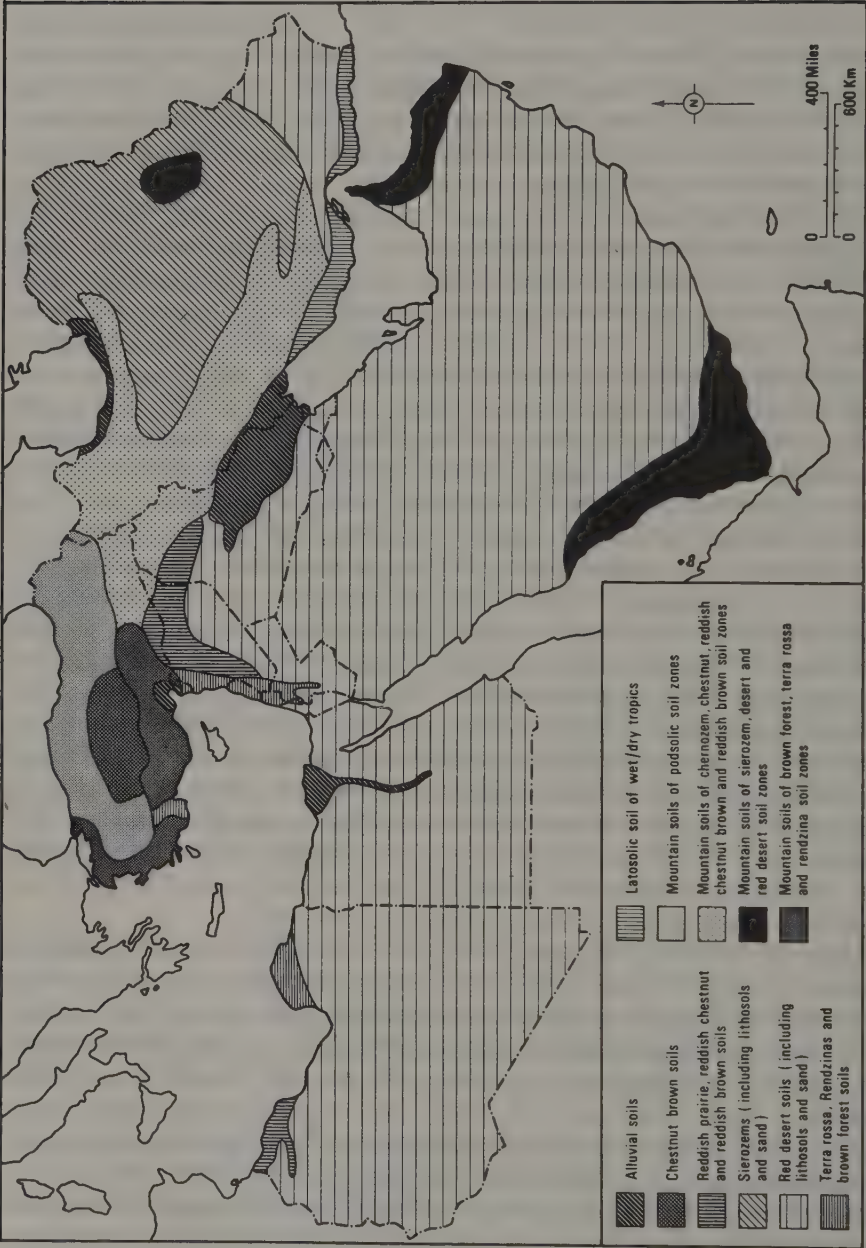 N
400 Miles
0
0
600 Km
Alluvial soils
Chestnut brown soils
Reddish prairie, reddish chestnut
and reddish brown soils
Sierozems (including lithosols
and sand)
Red desert soils (including
lithosols and sand)
Terra rossa, Rendzinas and
brown forest soils
Latosolic soil of wet/dry tropics
Mountain soils of podsolic soil zones
Mountain soils of chernozem, chestnut, reddish
chestnut brown and reddish brown soil zones
Mountain soils of sierozem, desert and
red desert soil zones
Mountain soils of brown forest, terra rossa
and rendzina soil zones